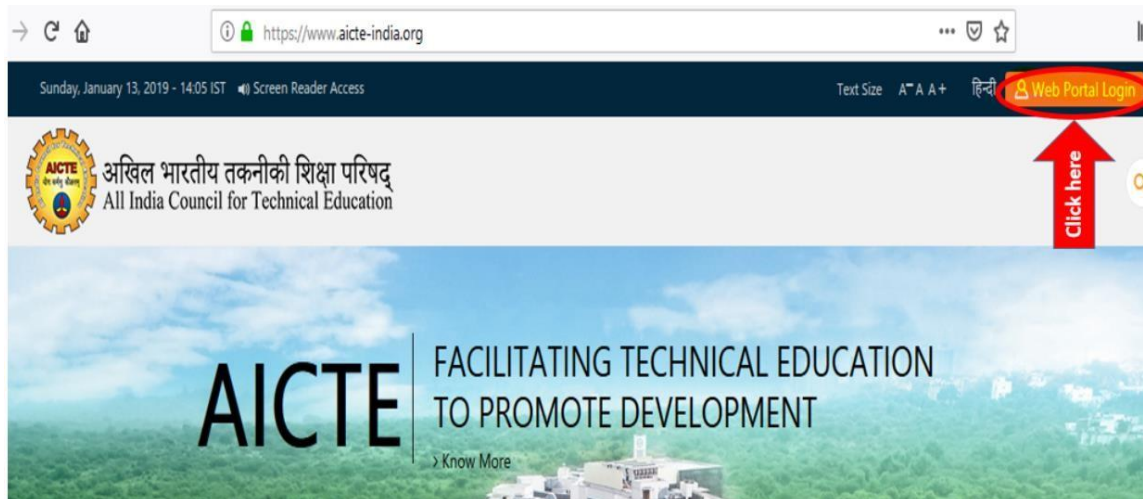 https://www.aicte-india.org
Sunday, January 13, 2019 - 14:05 IST Screen Reader Access Text Size A- A A+ हिन्दी Web Portal Login
Click here
AICTE
अखिल भारतीय तकनीकी शिक्षा परिषद्
All India Council for Technical Education
AICTE
FACILITATING TECHNICAL EDUCATION
TO PROMOTE DEVELOPMENT
> Know More